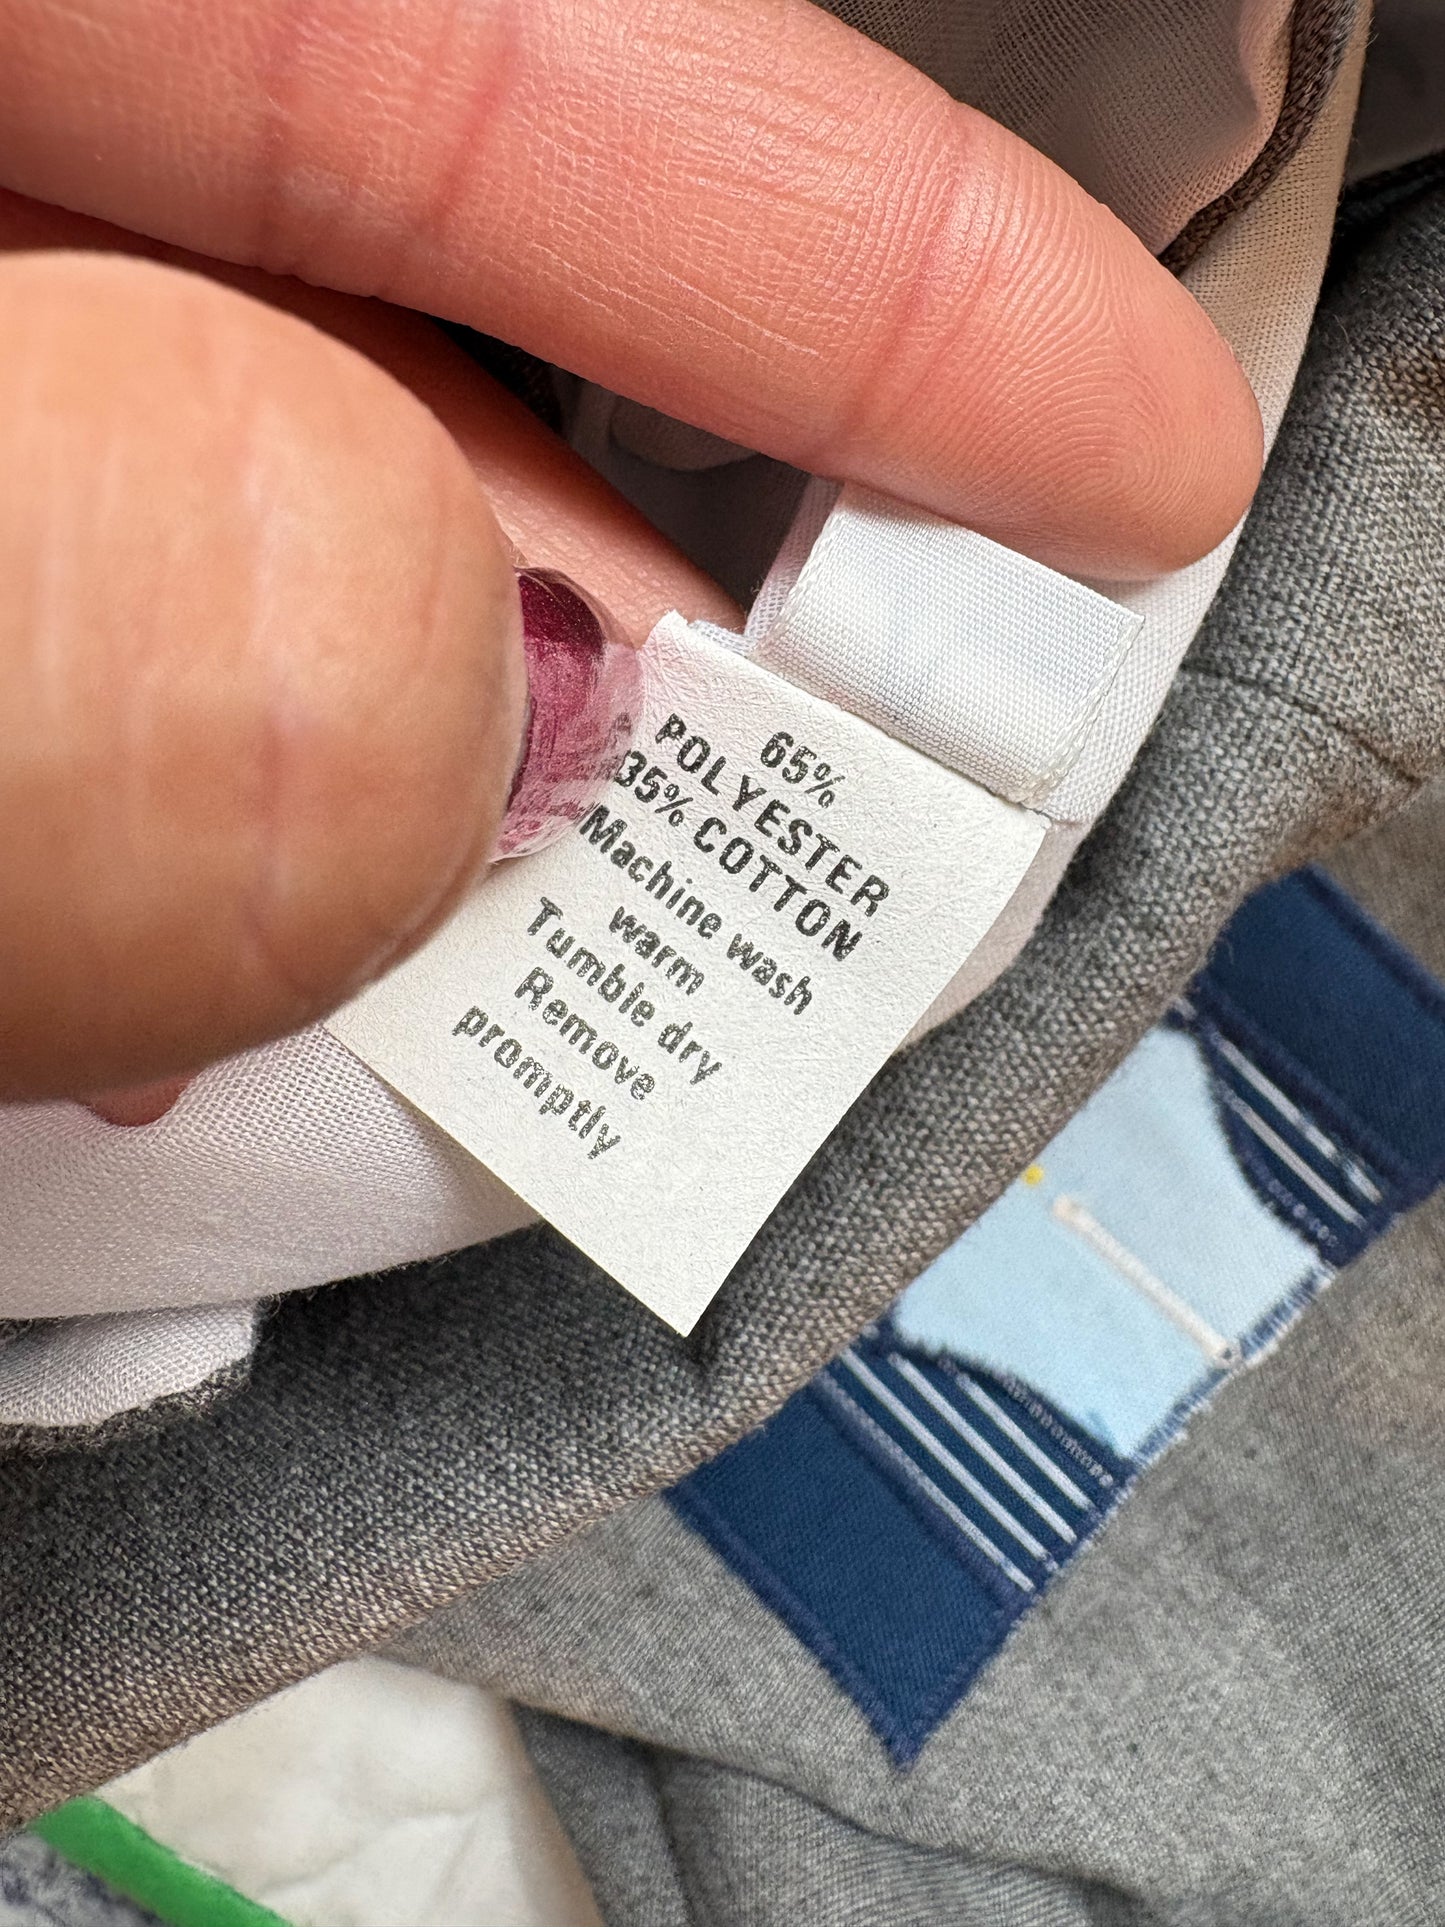 65%
POLYESTER
35% COTTON
Machine wash
warm
Tumble dry
Remove
promptly